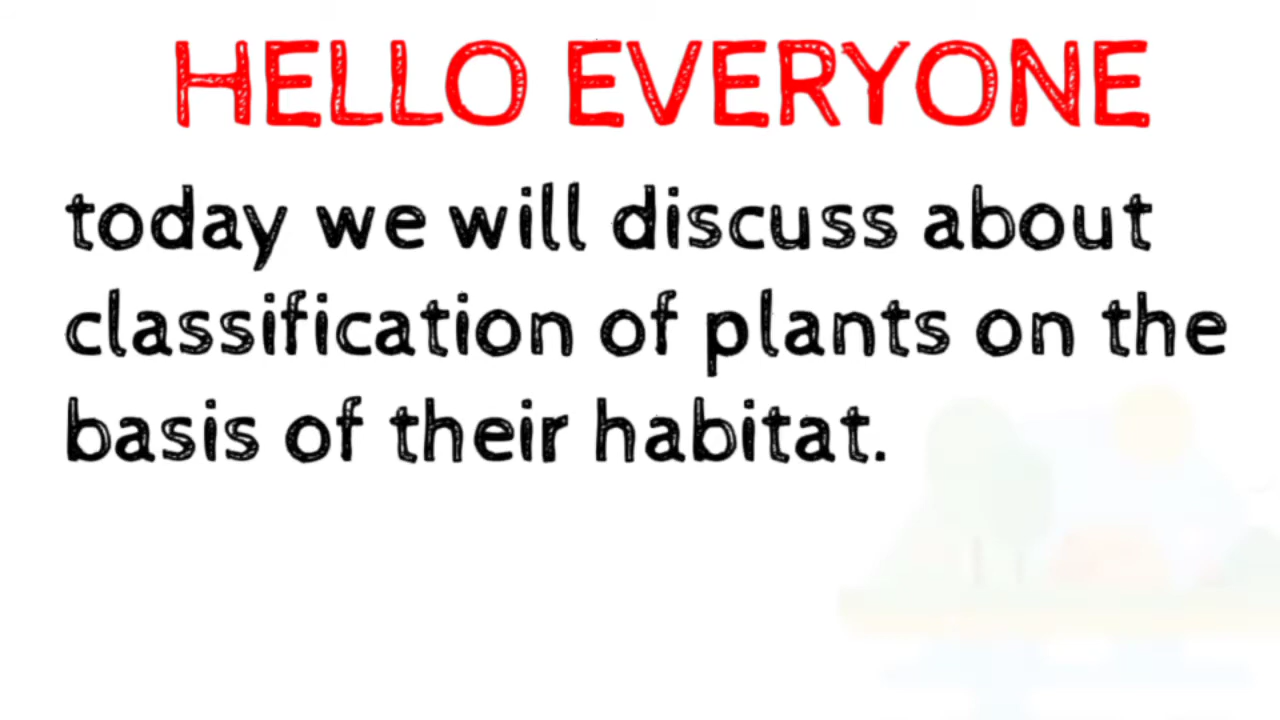 HELLO EVERYONE
today we will discuss about
classification of plants on the
basis of their habitat.